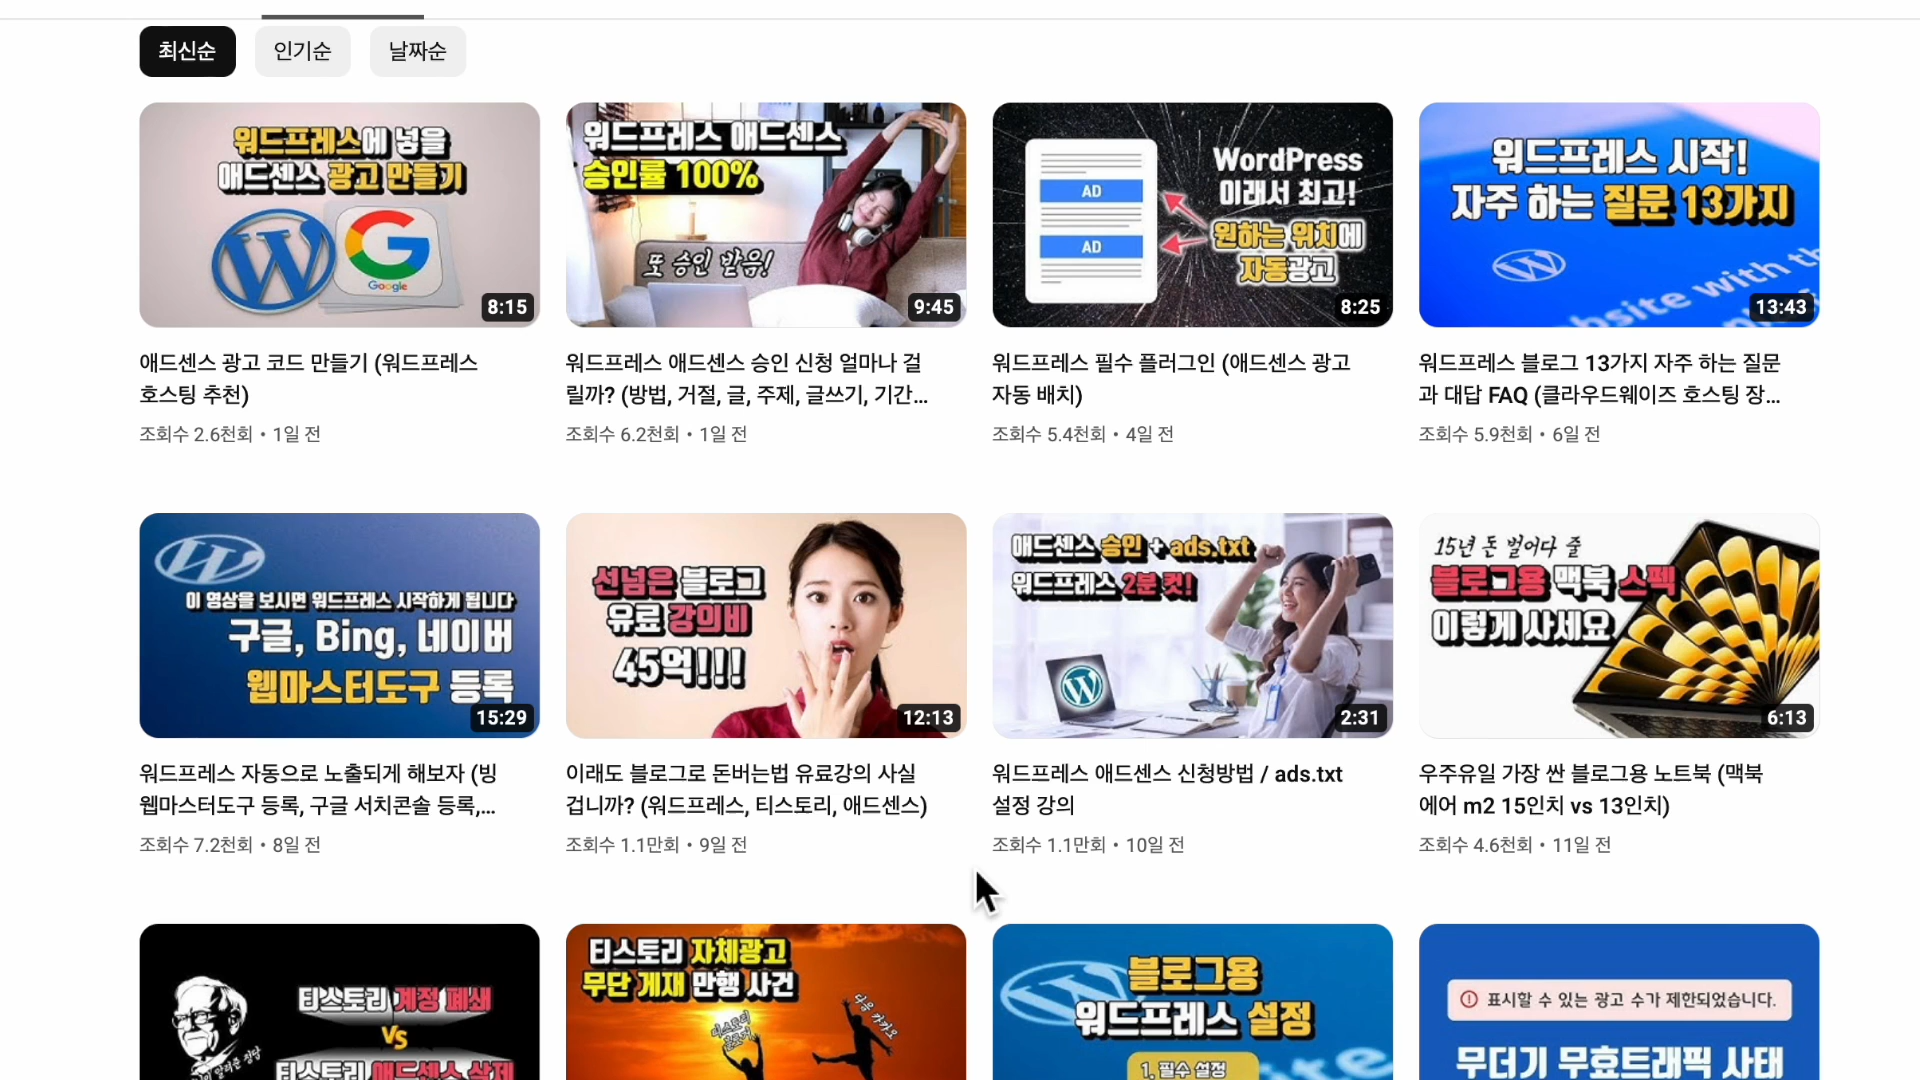 최신순
인기순
날짜순
워드프레스에 넣을
애드센스 광고 만들기
Google
8:15
워드프레스 애드센스
승인률 100%
또 승인 받음!
9:45
WordPress
이래서 최고!
AD
원하는 위치에
AD
자동광고
8:25
워드프레스 시작!
자주 하는 질문 13가지
bsite with th
13:43
애드센스 광고 코드 만들기 (워드프레스
호스팅 추천)
조회수 2.6천회 • 1일 전
워드프레스 애드센스 승인 신청 얼마나 걸
릴까? (방법, 거절, 글, 주제, 글쓰기, 기간...
조회수 6.2천회 • 1일 전
워드프레스 필수 플러그인 (애드센스 광고
자동 배치)
조회수 5.4천회 • 4일 전
워드프레스 블로그 13가지 자주 하는 질문
과 대답 FAQ (클라우드웨이즈 호스팅 장...
조회수 5.9천회 • 6일 전
이 영상을 보시면 워드프레스 시작하게 됩니다
구글, Bing, 네이버
웹마스터도구 등록
15:29
선넘은 블로그
유료 강의비
45억!!!
12:13
애드센스 승인 + ads.txt
워드프레스 2분 컷!
2:31
15년 돈 벌어다 줄
블로그용 맥북 스펙
이렇게 사세요
6:13
워드프레스 자동으로 노출되게 해보자 (빙
웹마스터도구 등록, 구글 서치콘솔 등록,...
조회수 7.2천회 • 8일 전
이래도 블로그로 돈버는법 유료강의 사실
겁니까? (워드프레스, 티스토리, 애드센스)
조회수 1.1만회 • 9일 전
워드프레스 애드센스 신청방법 / ads.txt
설정 강의
조회수 1.1만회 • 10일 전
우주유일 가장 싼 블로그용 노트북 (맥북
에어 m2 15인치 vs 13인치)
조회수 4.6천회 • 11일 전
티스토리 계정 폐쇄
VS
티스토리 애드센스 삭제
티스토리 자체광고
무단 게재 만행 사건
티스토리
블로거
다음 카카오
블로그용
워드프레스 설정
1. 필수 설정
표시할 수 있는 광고 수가 제한되었습니다.
무더기 무효트래픽 사태